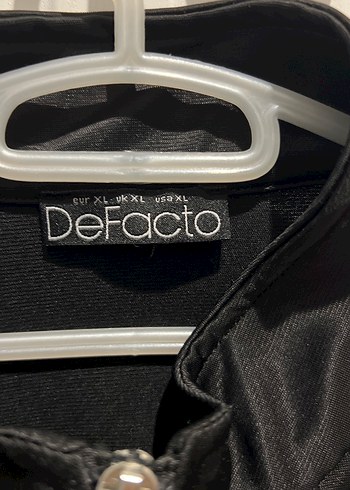 eur XL - uk XL usa XL
DeFacto